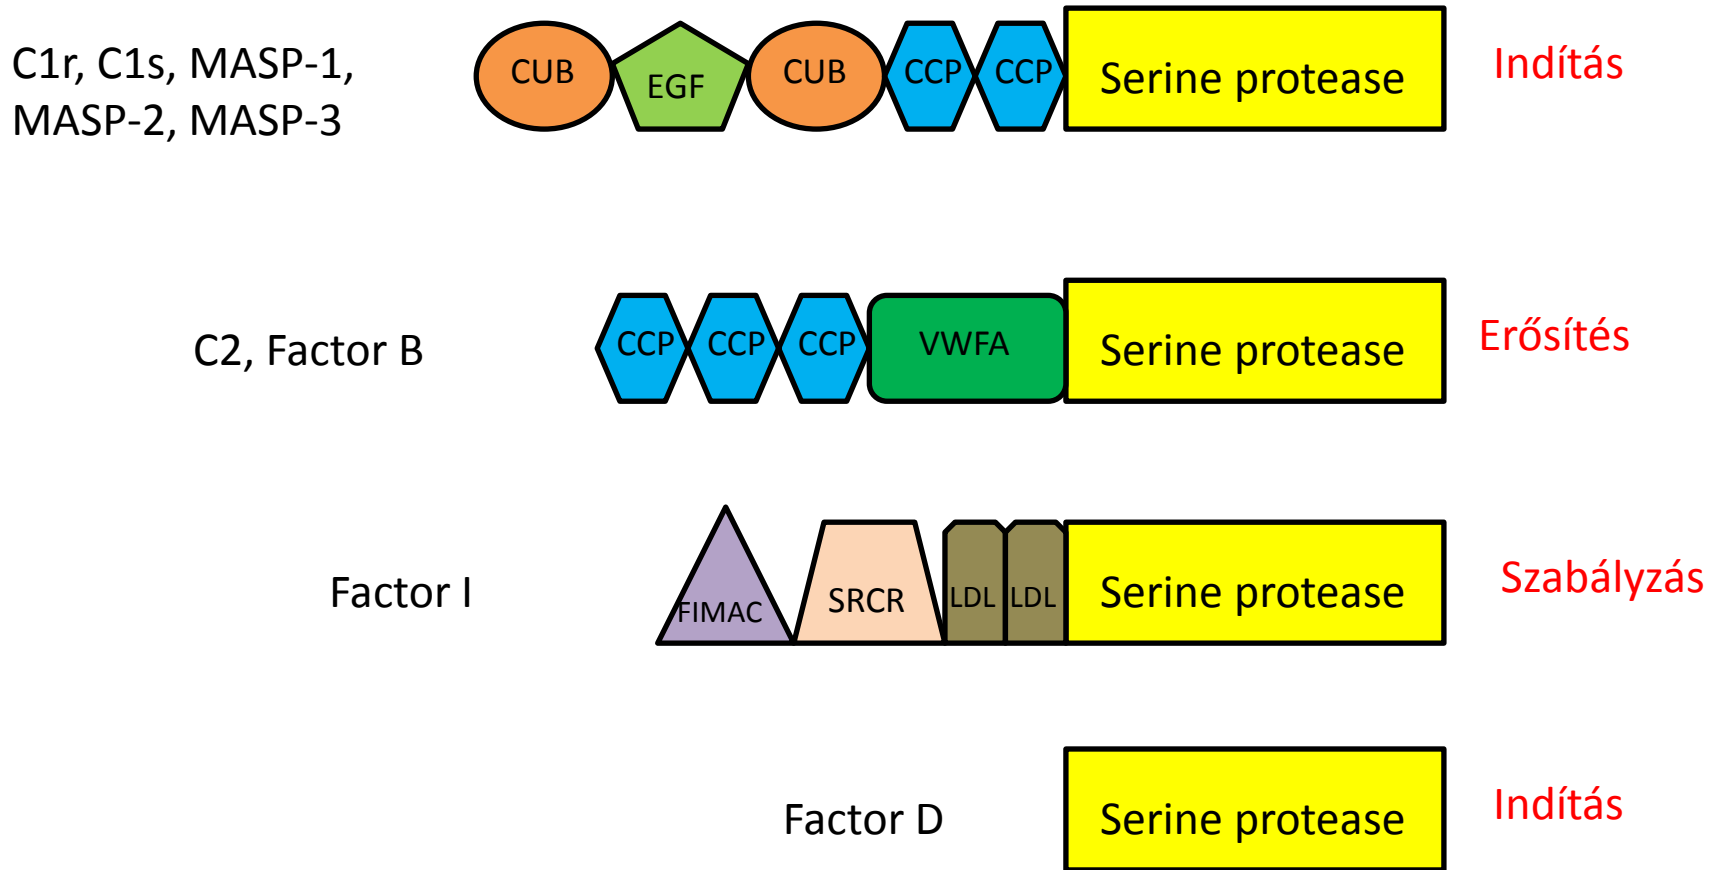 C1r, C1s, MASP-1,
MASP-2, MASP-3
CUB EGF CUB CCP CCP Serine protease Indítás
C2, Factor B CCP CCP CCP VWFA Serine protease Erősítés
Factor I FIMAC SRCR LDL LDL Serine protease Szabályzás
Factor D Serine protease Indítás